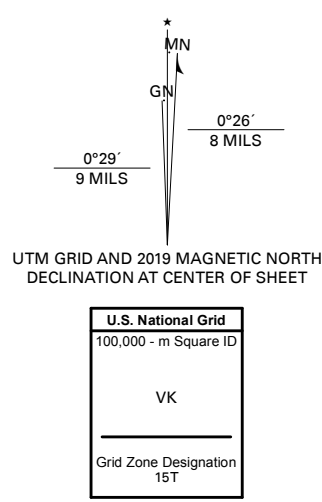 ★
MN
GN
0°26´
8 MILS
0°29´
9 MILS
UTM GRID AND 2019 MAGNETIC NORTH
DECLINATION AT CENTER OF SHEET
U.S. National Grid
100,000 - m Square ID
VK
Grid Zone Designation
15T